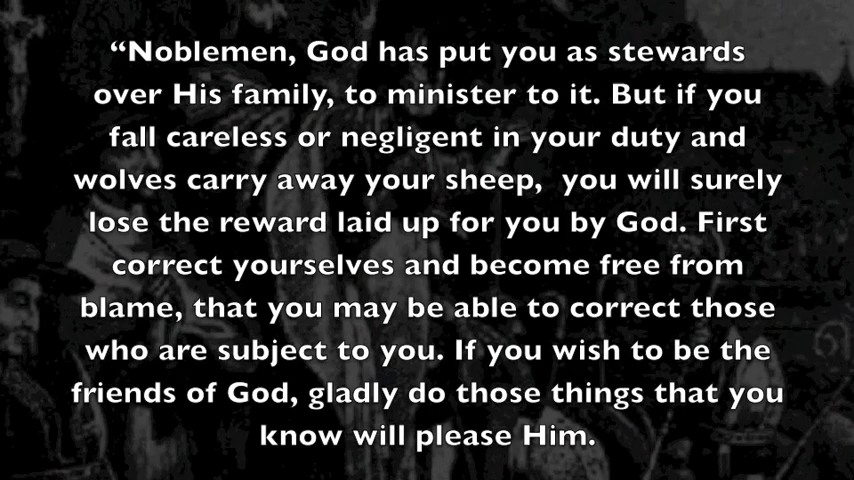 “Noblemen, God has put you as stewards
over His family, to minister to it. But if you
fall careless or negligent in your duty and
wolves carry away your sheep,  you will surely
lose the reward laid up for you by God. First
correct yourselves and become free from
blame, that you may be able to correct those
who are subject to you. If you wish to be the
friends of God, gladly do those things that you
know will please Him.